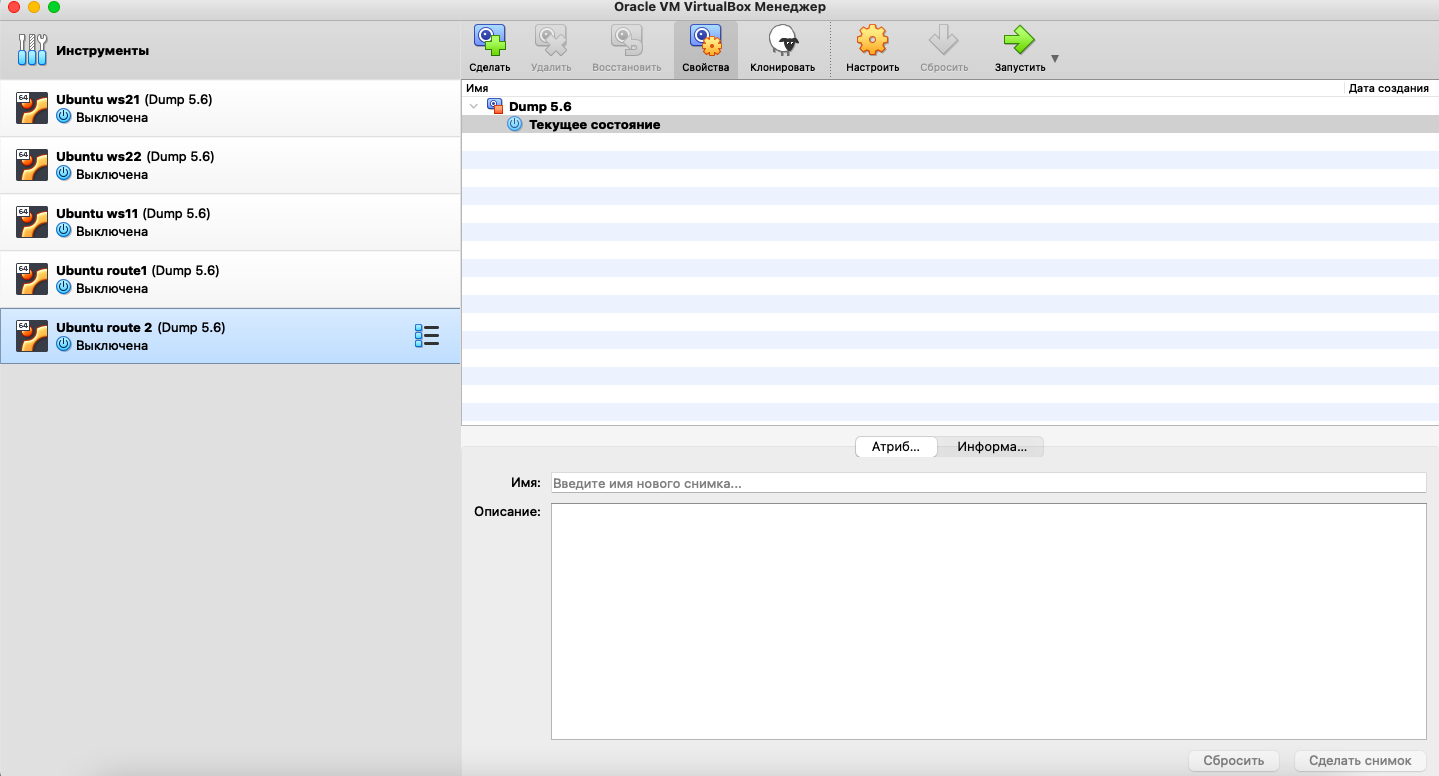 Oracle VM VirtualBox Менеджер
Инструменты
Сделать
Удалить
Восстановить
Свойства
Клонировать
Настроить
Сбросить
Запустить
64
Ubuntu ws21 (Dump 5.6)
Выключена
64
Ubuntu ws22 (Dump 5.6)
Выключена
64
Ubuntu ws11 (Dump 5.6)
Выключена
64
Ubuntu route1 (Dump 5.6)
Выключена
64
Ubuntu route 2 (Dump 5.6)
Выключена
Имя Дата создания
Dump 5.6
Текущее состояние
Атриб... Информа...
Имя: Введите имя нового снимка...
Описание:
Сбросить Сделать снимок